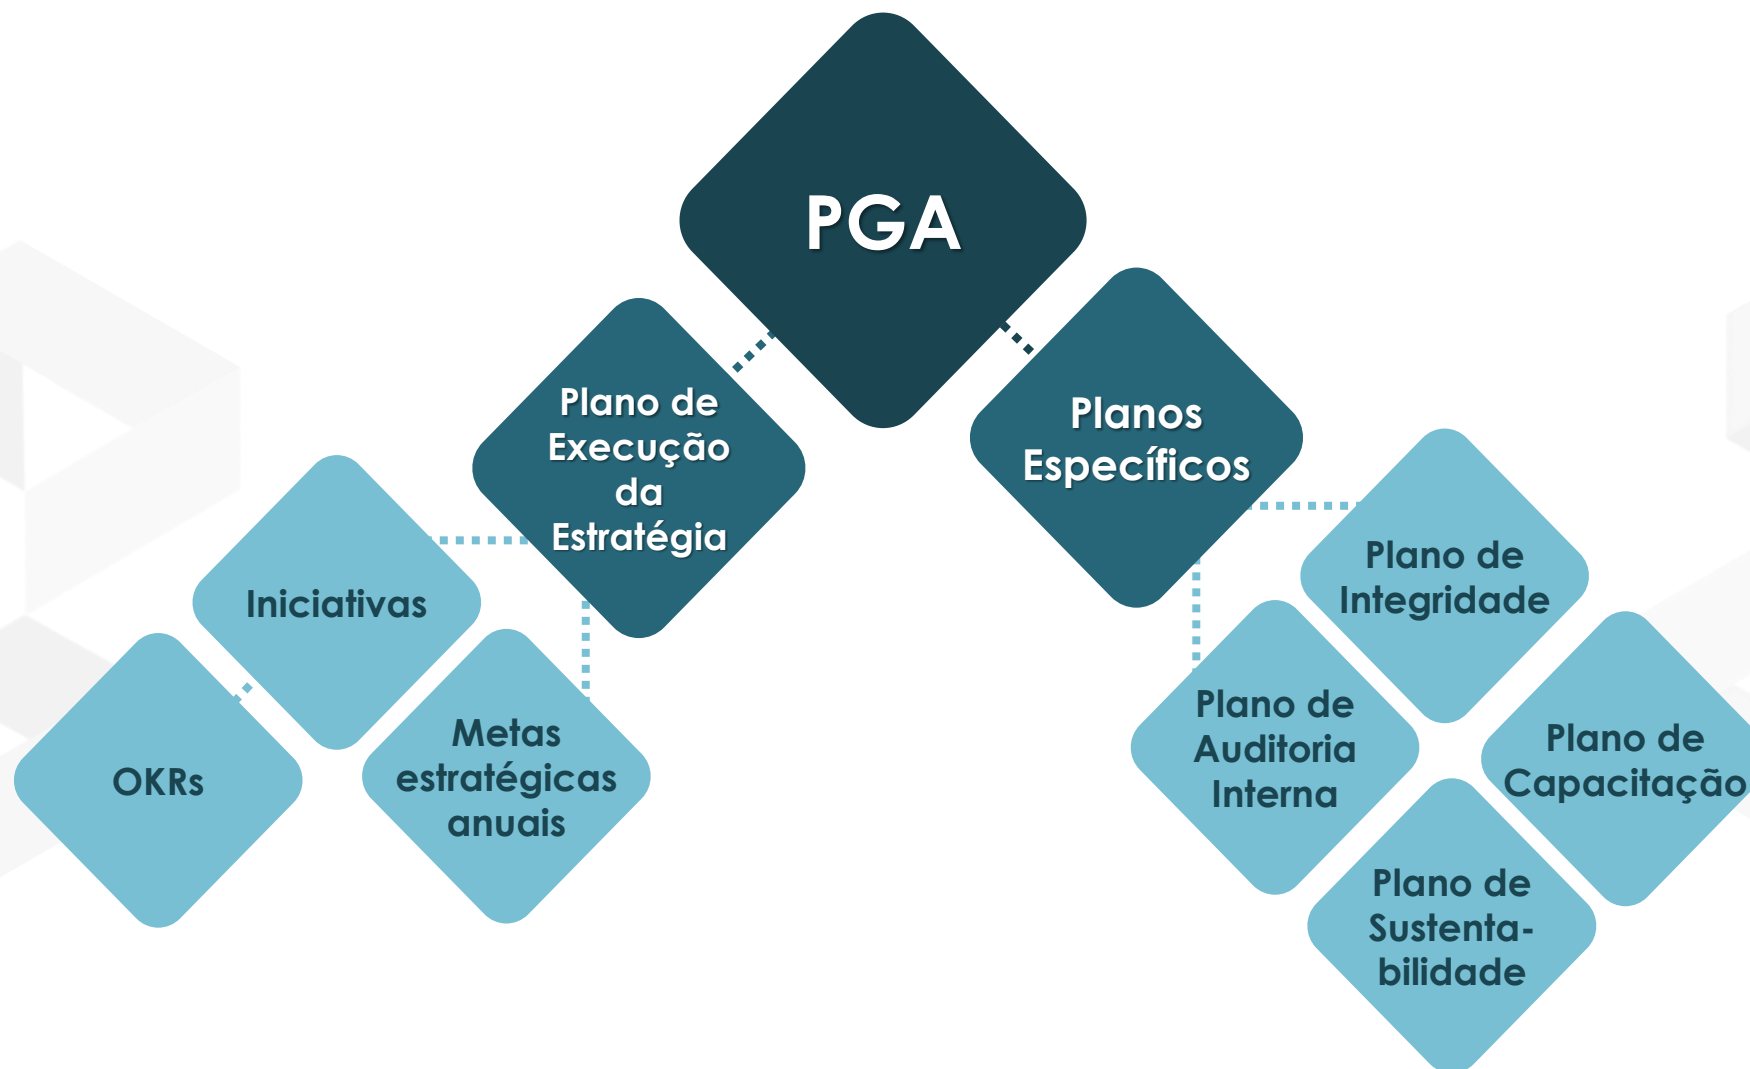 PGA
Plano de
Execução
da
Estratégia
Planos
Específicos
Iniciativas
OKRs
Metas
estratégicas
anuais
Plano de
Integridade
Plano de
Auditoria
Interna
Plano de
Capacitação
Plano de
Sustenta-
bilidade